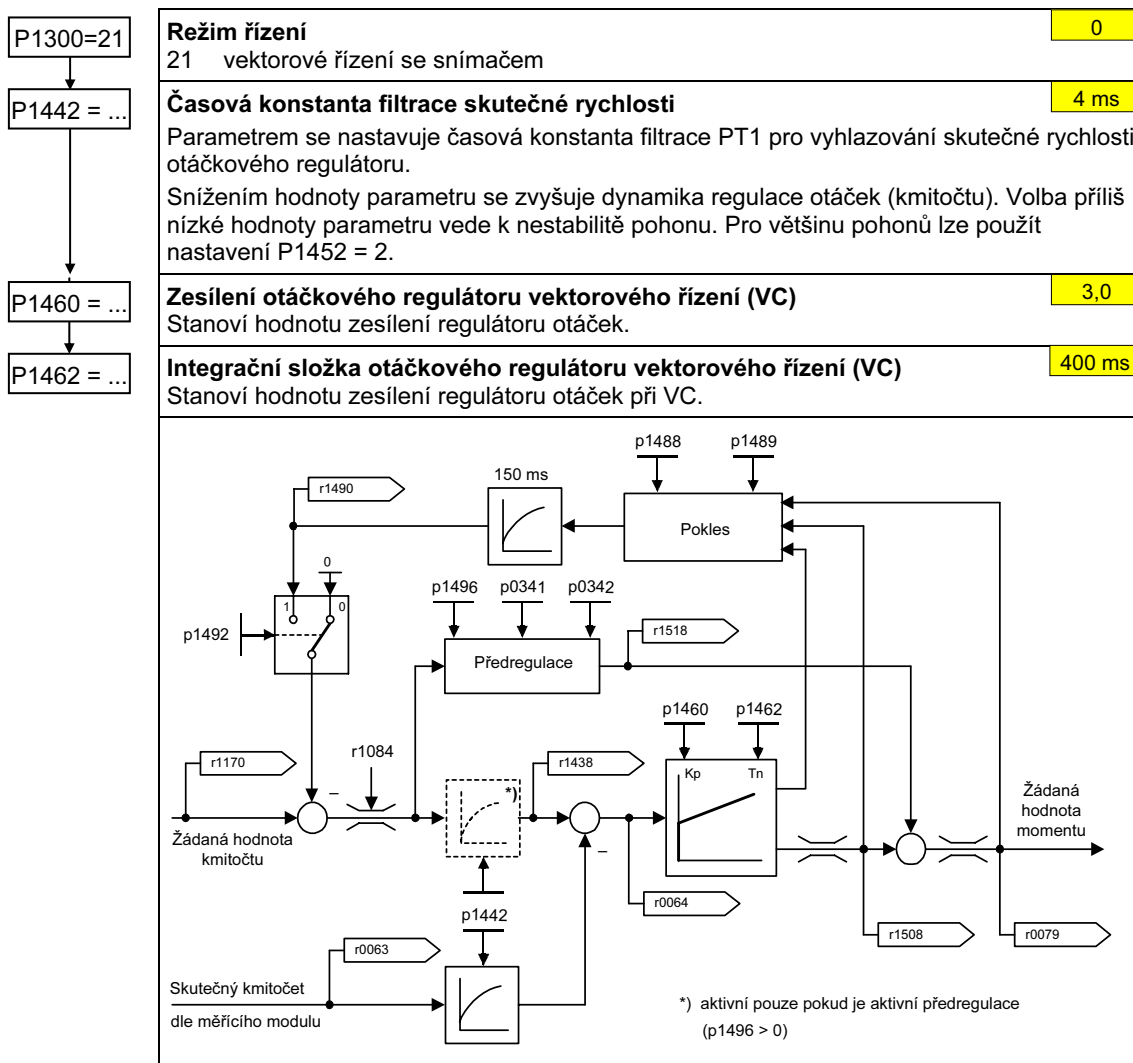 P1300=21
Režim řízení
0
21 vektorové řízení se snímačem
P1442 = ...
Časová konstanta filtrace skutečné rychlosti
4 ms
Parametrem se nastavuje časová konstanta filtrace PT1 pro vyhlazování skutečné rychlosti
otáčkového regulátoru.
Snížením hodnoty parametru se zvyšuje dynamika regulace otáček (kmitočtu). Volba příliš
nízké hodnoty parametru vede k nestabilitě pohonu. Pro většinu pohonů lze použít
nastavení P1452 = 2.
P1460 = ...
Zesílení otáčkového regulátoru vektorového řízení (VC)
3,0
Stanoví hodnotu zesílení regulátoru otáček.
P1462 = ...
Integrační složka otáčkového regulátoru vektorového řízení (VC)
400 ms
Stanoví hodnotu zesílení regulátoru otáček při VC.
p1488
p1489
150 ms
r1490
Pokles
0
1
0
p1492
p1496
p0341
p0342
r1518
Předregulace
p1460
p1462
r1170
r1084
r1438
Kp
Tn
*)
–
Žádaná hodnota
kmitočtu
–
Žádaná
hodnota
momentu
r0064
p1442
r0063
r1508
r0079
Skutečný kmitočet
dle měřícího modulu
*) aktivní pouze pokud je aktivní předregulace
(p1496 > 0)